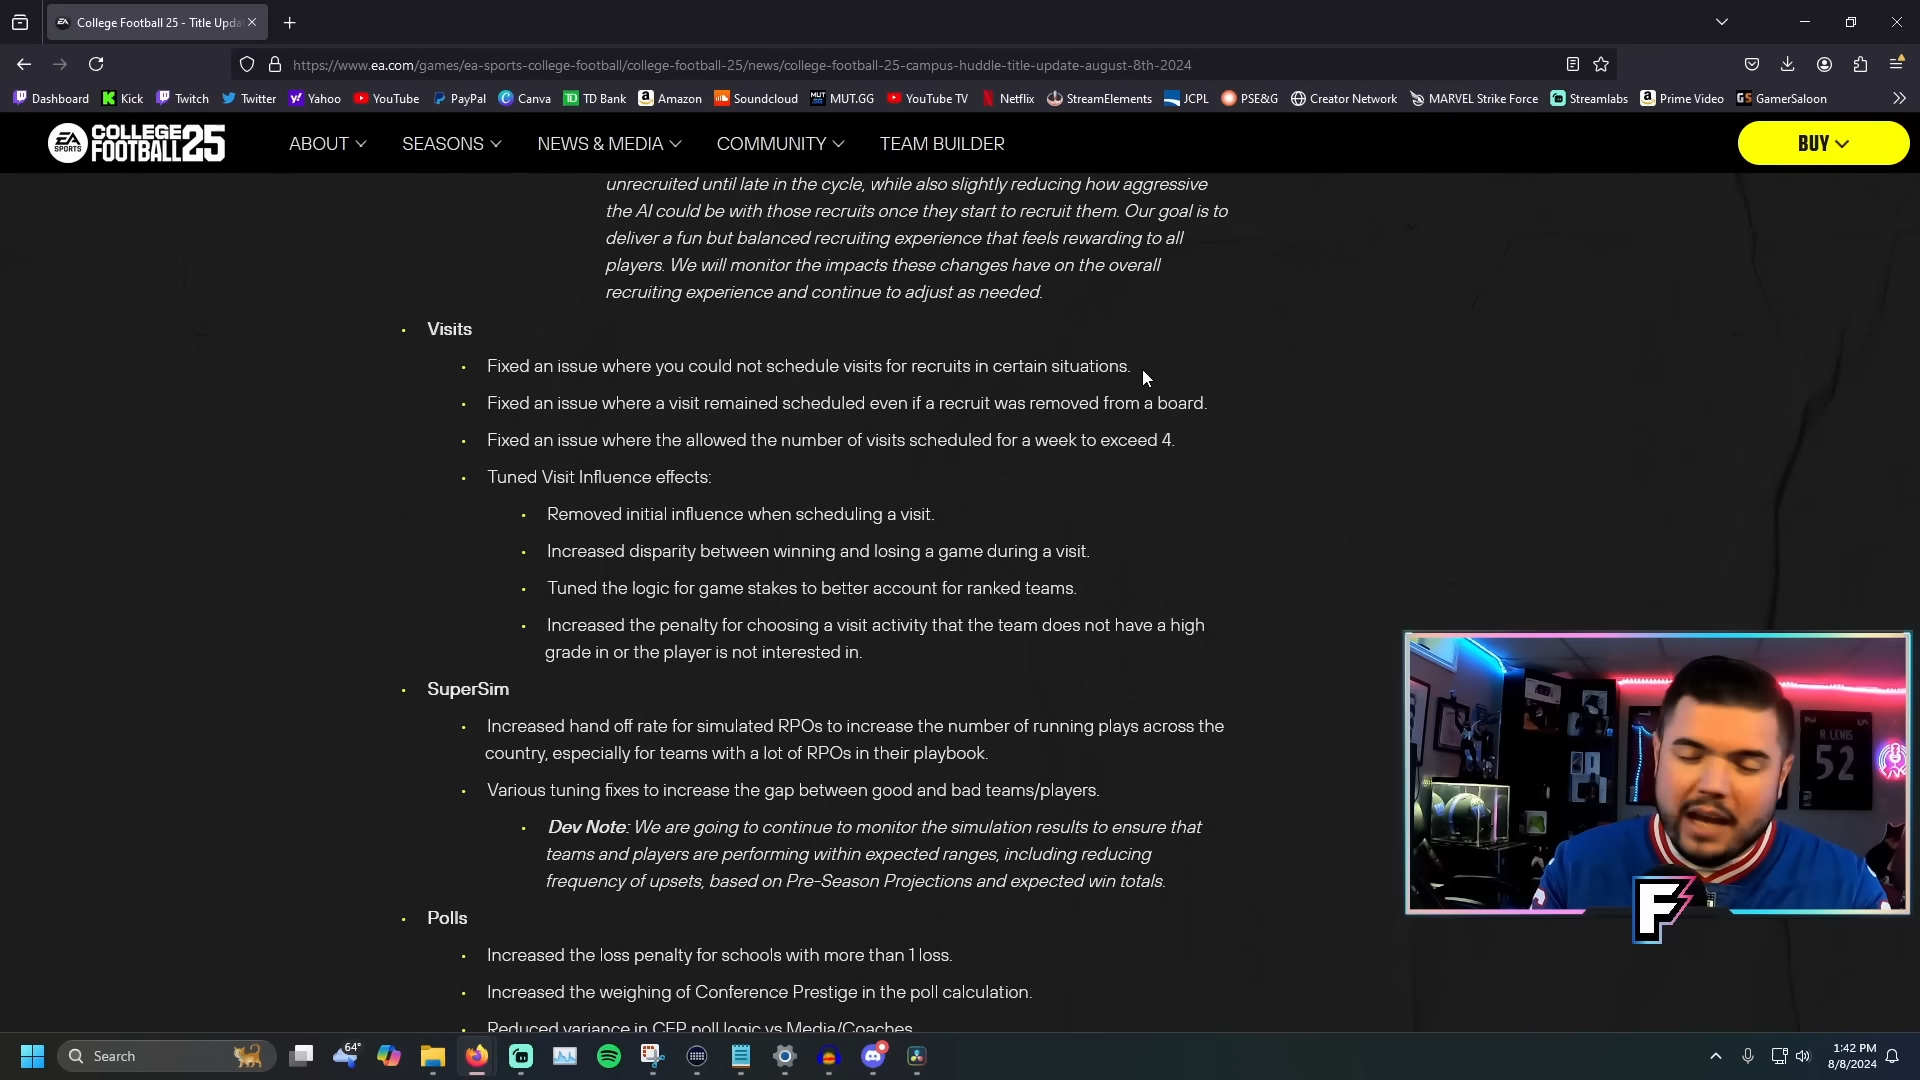 College Football 25 - Title Upda
https://www.ea.com/games/ea-sports-college-football/college-football-25/news/college-football-25-campus-huddle-title-update-august-8th-2024
Dashboard Kick Twitch Twitter Yahoo YouTube PayPal Canva TD Bank Amazon Soundcloud MUT.GG YouTube TV Netflix StreamElements JCPL PSE&G Creator Network MARVEL Strike Force Streamlabs Prime Video GamerSaloon
EA SPORTS COLLEGE FOOTBALL 25 ABOUT SEASONS NEWS & MEDIA COMMUNITY TEAM BUILDER BUY
unrecruited until late in the cycle, while also slightly reducing how aggressive
the AI could be with those recruits once they start to recruit them. Our goal is to
deliver a fun but balanced recruiting experience that feels rewarding to all
players. We will monitor the impacts these changes have on the overall
recruiting experience and continue to adjust as needed.
• Visits
• Fixed an issue where you could not schedule visits for recruits in certain situations.
• Fixed an issue where a visit remained scheduled even if a recruit was removed from a board.
• Fixed an issue where the allowed the number of visits scheduled for a week to exceed 4.
• Tuned Visit Influence effects:
• Removed initial influence when scheduling a visit.
• Increased disparity between winning and losing a game during a visit.
• Tuned the logic for game stakes to better account for ranked teams.
• Increased the penalty for choosing a visit activity that the team does not have a high
grade in or the player is not interested in.
• SuperSim
• Increased hand off rate for simulated RPOs to increase the number of running plays across the
country, especially for teams with a lot of RPOs in their playbook.
• Various tuning fixes to increase the gap between good and bad teams/players.
• Dev Note: We are going to continue to monitor the simulation results to ensure that
teams and players are performing within expected ranges, including reducing
frequency of upsets, based on Pre-Season Projections and expected win totals.
• Polls
• Increased the loss penalty for schools with more than 1 loss.
• Increased the weighing of Conference Prestige in the poll calculation.
• Reduced variance in CFP poll logic vs Media/Coaches
R. LEWIS
52
F
Search
64°
1:42 PM
8/8/2024